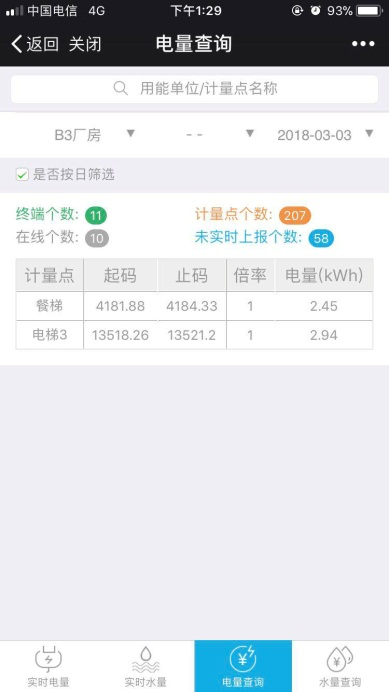 中国电信 4G 下午1:29 93%
返回 关闭 电量查询
用能单位/计量点名称
B3厂房 -- 2018-03-03
是否按日筛选
终端个数: 11 计量点个数: 207
在线个数: 10 未实时上报个数: 58
计量点 起码 止码 倍率 电量(kWh)
餐梯 4181.88 4184.33 1 2.45
电梯3 13518.26 13521.2 1 2.94
实时电量 实时水量 电量查询 水量查询